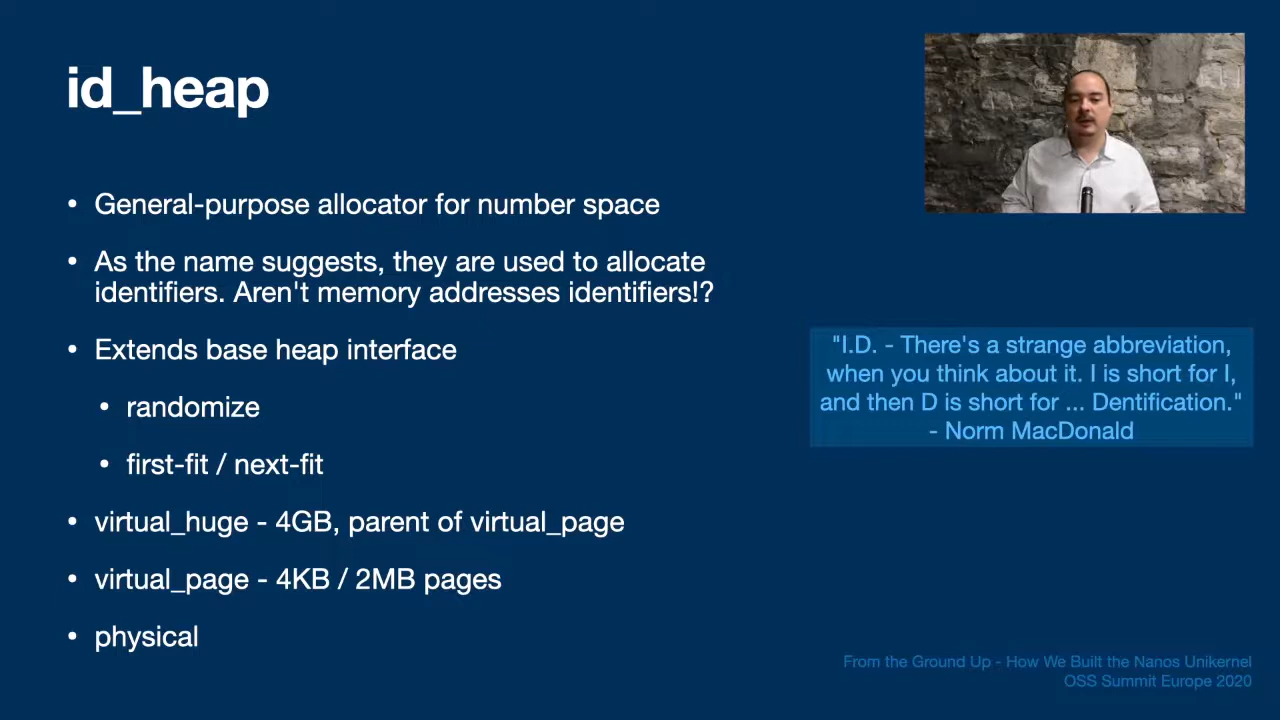 id_heap
• General-purpose allocator for number space
• As the name suggests, they are used to allocate
identifiers. Aren't memory addresses identifiers!?
• Extends base heap interface
• randomize
• first-fit / next-fit
• virtual_huge - 4GB, parent of virtual_page
• virtual_page - 4KB / 2MB pages
• physical
"I.D. - There's a strange abbreviation,
when you think about it. I is short for I,
and then D is short for ... Dentification."
- Norm MacDonald
From the Ground Up - How We Built the Nanos Unikernel
OSS Summit Europe 2020